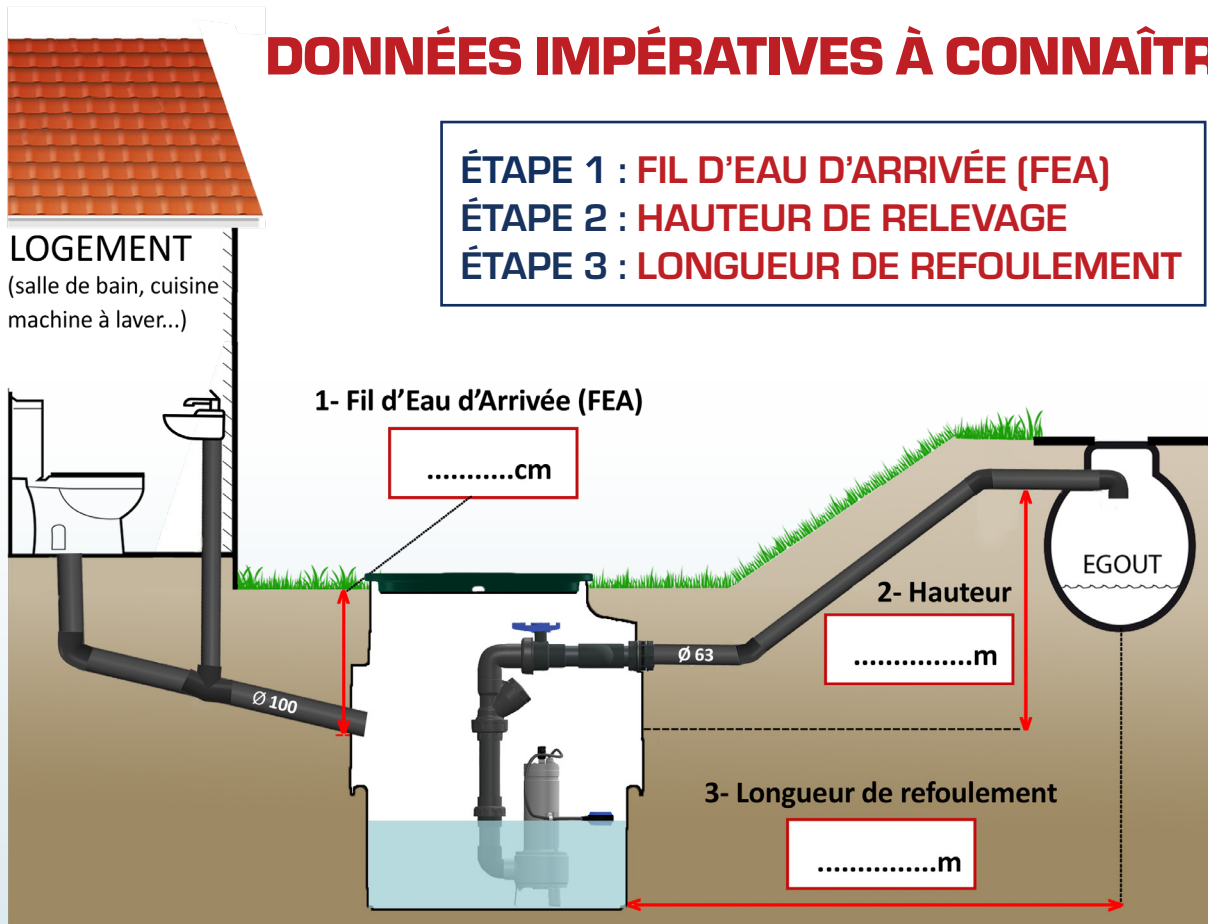 DONNÉES IMPÉRATIVES À CONNAÎTR
ÉTAPE 1 : FIL D'EAU D'ARRIVÉE (FEA)
ÉTAPE 2 : HAUTEUR DE RELEVAGE
ÉTAPE 3 : LONGUEUR DE REFOULEMENT
LOGEMENT
(salle de bain, cuisine
machine à laver...)
1- Fil d'Eau d'Arrivée (FEA)
...........cm
EGOUT
2- Hauteur
...............m
Ø 63
Ø 100
3- Longueur de refoulement
...............m